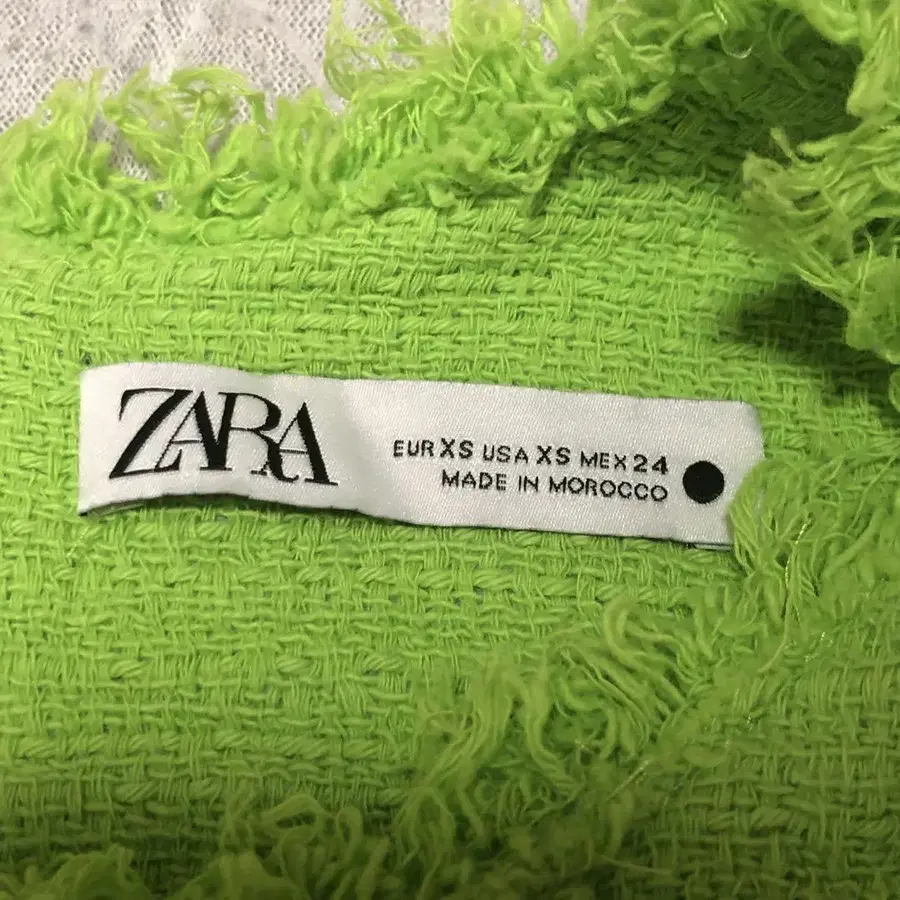 ZARA
EUR XS USA XS MEX 24
MADE IN MOROCCO